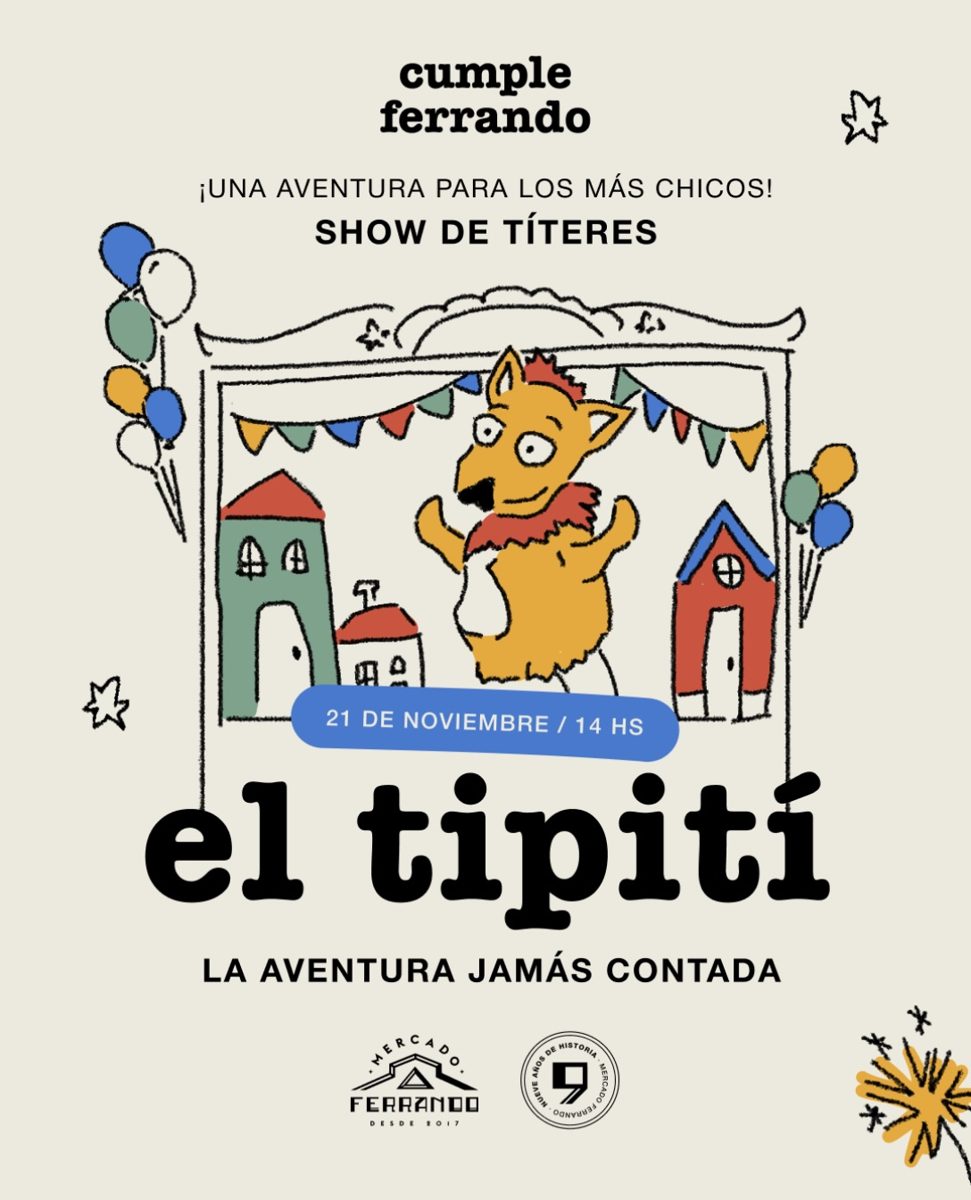 cumple
ferrando
¡UNA AVENTURA PARA LOS MÁS CHICOS!
SHOW DE TÍTERES
21 DE NOVIEMBRE / 14 HS
el tipití
LA AVENTURA JAMÁS CONTADA
· MERCADO ·
FERRANDO
DESDE 2017
NUEVE AÑOS DE HISTORIA · MERCADO FERRANDO ·
9